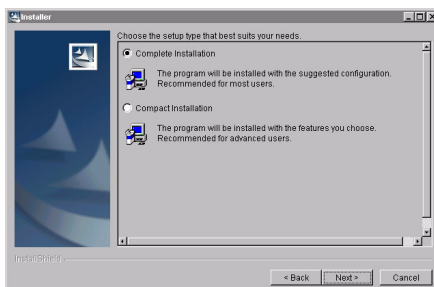 Installer
Choose the setup type that best suits your needs.
Complete Installation
The program will be installed with the suggested configuration.
Recommended for most users.
Compact Installation
The program will be installed with the features you choose.
Recommended for advanced users.
InstallShield
< Back
Next >
Cancel